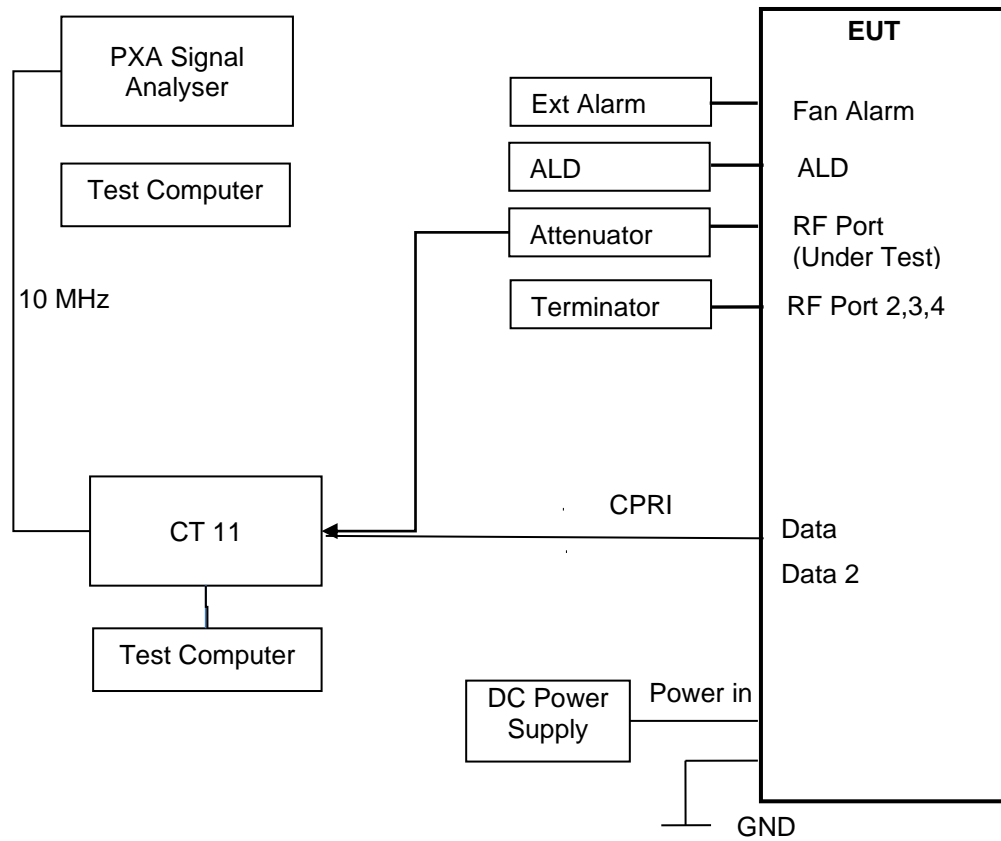 PXA Signal
Analyser
Test Computer
10 MHz
CT 11
Test Computer
Ext Alarm
ALD
Attenuator
Terminator
CPRI
DC Power
Supply
Power in
GND
EUT
Fan Alarm
ALD
RF Port
(Under Test)
RF Port 2,3,4
Data
Data 2